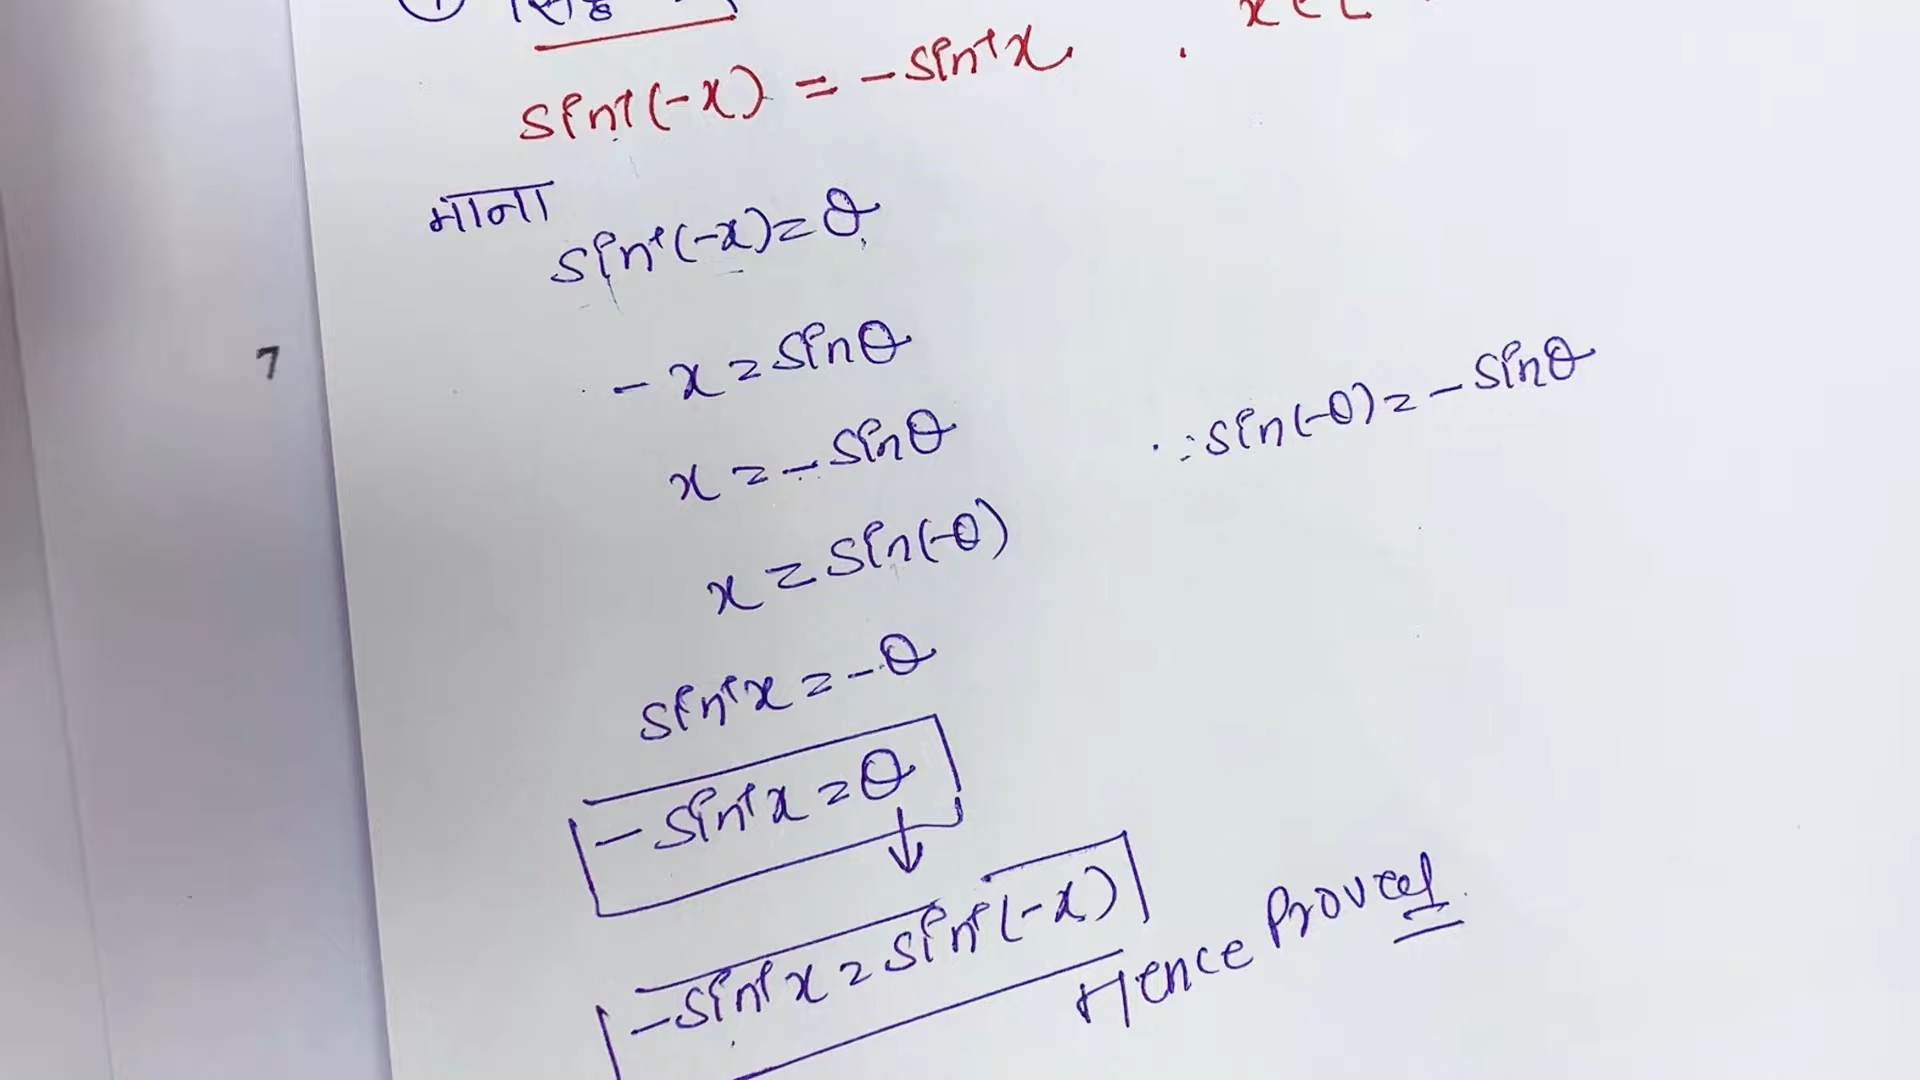 ① सिद्ध
sin⁻¹(-x) = -sin⁻¹x . x ∈ [
माना
sin⁻¹(-x) = θ
-x = sinθ
7
x = -sinθ ∵ sin(-θ) = -sinθ
x = sin(-θ)
sin⁻¹x = -θ
-sin⁻¹x = θ
↓
-sin⁻¹x = sin⁻¹(-x)
Hence Proved